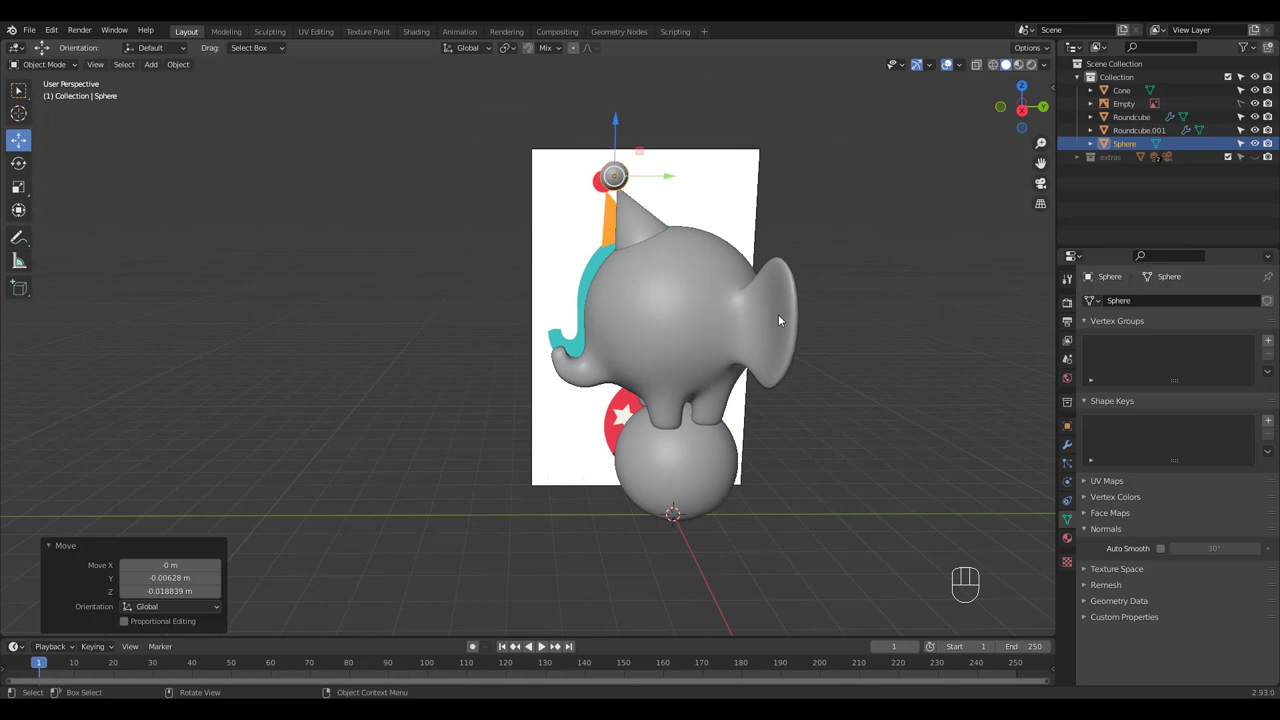 File Edit Render Window Help Layout Modeling Sculpting UV Editing Texture Paint Shading Animation Rendering Compositing Geometry Nodes Scripting + Scene View Layer
Orientation: Default Drag: Select Box Global Mix Options
Object Mode View Select Add Object
User Perspective
(1) Collection | Sphere
Z
Y
X
Scene Collection
Collection
Cone
Empty
Roundcube
Roundcube.001
Sphere
extras 2
Sphere Sphere
Sphere
Vertex Groups
Shape Keys
UV Maps
Vertex Colors
Face Maps
Normals
Auto Smooth 30°
Texture Space
Remesh
Geometry Data
Custom Properties
Move
Move X -0 m
Y -0.00628 m
Z -0.018839 m
Orientation Global
Proportional Editing
Playback Keying View Marker 1 Start 1 End 250
1 10 20 30 40 50 60 70 80 90 100 110 120 130 140 150 160 170 180 190 200 210 220 230 240 250
Select Box Select Rotate View Object Context Menu 2.93.0